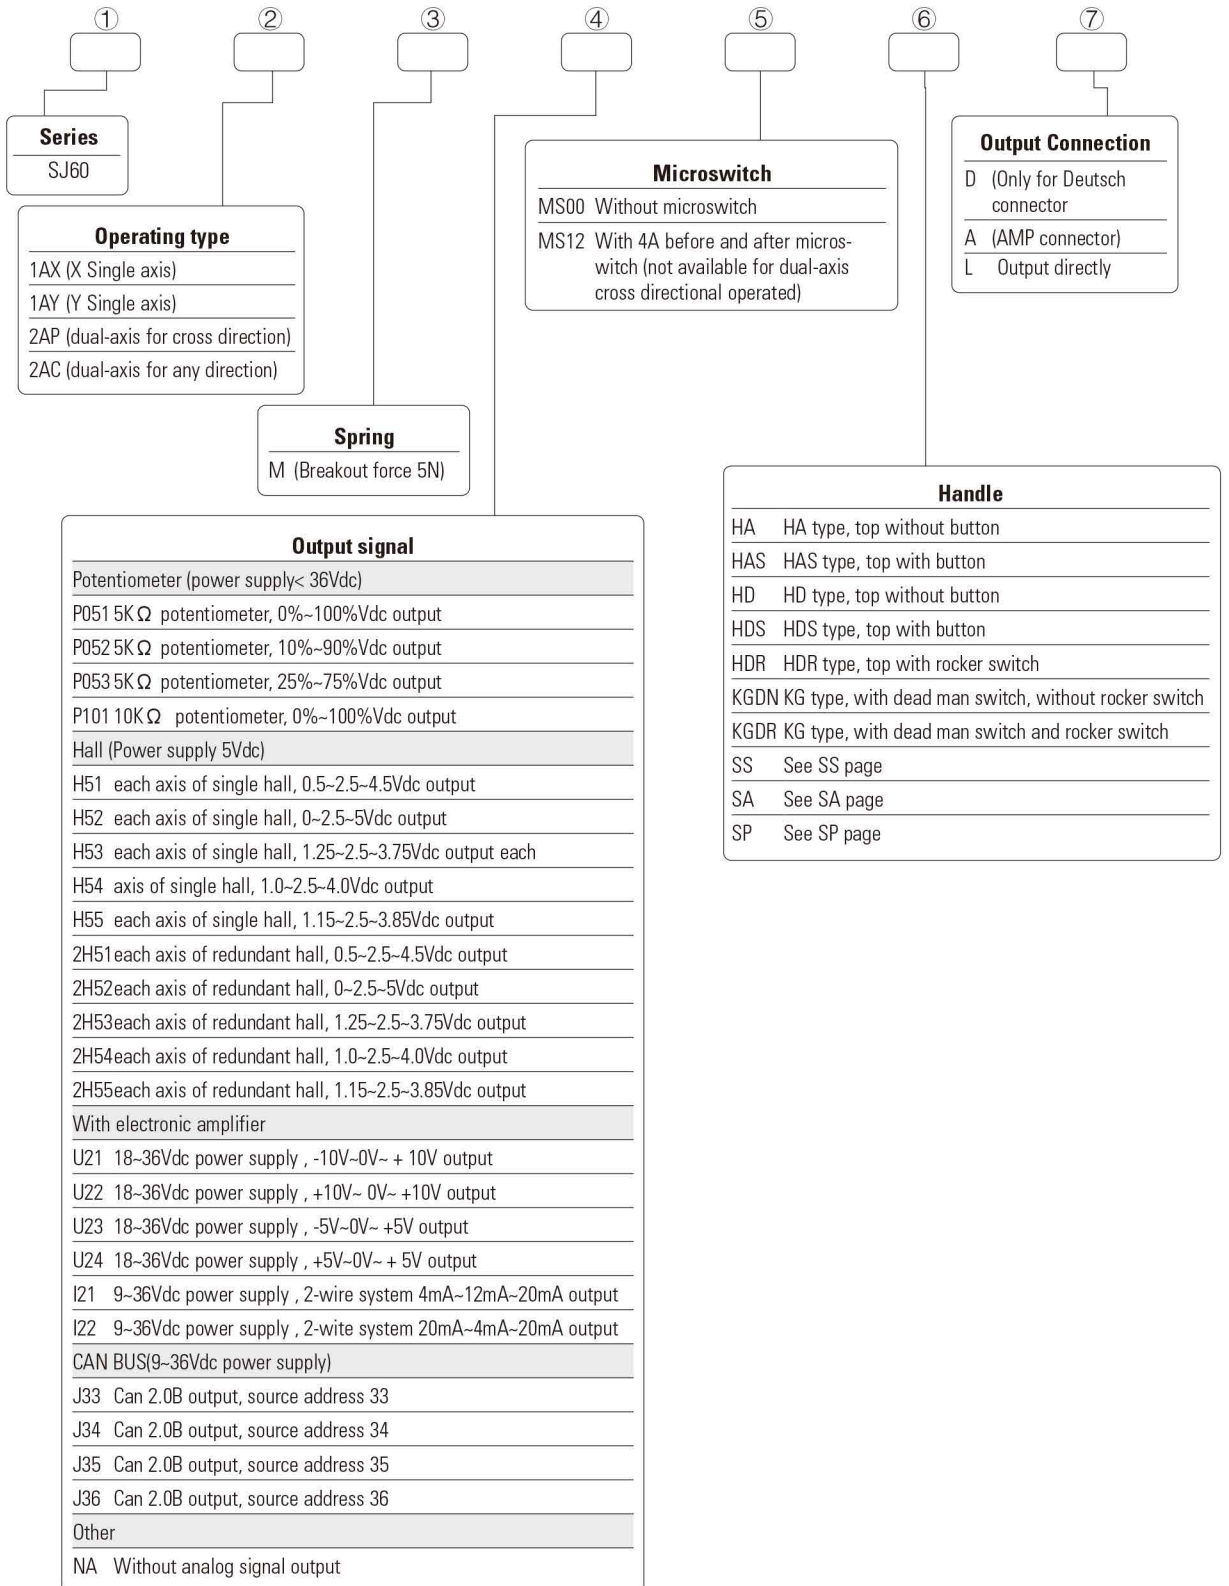 ① ② ③ ④ ⑤ ⑥ ⑦
Series
SJ60
Operating type
1AX (X Single axis)
1AY (Y Single axis)
2AP (dual-axis for cross direction)
2AC (dual-axis for any direction)
Spring
M (Breakout force 5N)
Output signal
Potentiometer (power supply< 36Vdc)
P051 5KΩ potentiometer, 0%~100%Vdc output
P052 5KΩ potentiometer, 10%~90%Vdc output
P053 5KΩ potentiometer, 25%~75%Vdc output
P101 10KΩ potentiometer, 0%~100%Vdc output
Hall (Power supply 5Vdc)
H51 each axis of single hall, 0.5~2.5~4.5Vdc output
H52 each axis of single hall, 0~2.5~5Vdc output
H53 each axis of single hall, 1.25~2.5~3.75Vdc output each
H54 axis of single hall, 1.0~2.5~4.0Vdc output
H55 each axis of single hall, 1.15~2.5~3.85Vdc output
2H51each axis of redundant hall, 0.5~2.5~4.5Vdc output
2H52each axis of redundant hall, 0~2.5~5Vdc output
2H53each axis of redundant hall, 1.25~2.5~3.75Vdc output
2H54each axis of redundant hall, 1.0~2.5~4.0Vdc output
2H55each axis of redundant hall, 1.15~2.5~3.85Vdc output
With electronic amplifier
U21 18~36Vdc power supply , -10V~0V~ + 10V output
U22 18~36Vdc power supply , +10V~ 0V~ +10V output
U23 18~36Vdc power supply , -5V~0V~ +5V output
U24 18~36Vdc power supply , +5V~0V~ + 5V output
I21 9~36Vdc power supply , 2-wire system 4mA~12mA~20mA output
I22 9~36Vdc power supply , 2-wite system 20mA~4mA~20mA output
CAN BUS(9~36Vdc power supply)
J33 Can 2.0B output, source address 33
J34 Can 2.0B output, source address 34
J35 Can 2.0B output, source address 35
J36 Can 2.0B output, source address 36
Other
NA Without analog signal output
Microswitch
MS00 Without microswitch
MS12 With 4A before and after micros-
witch (not available for dual-axis
cross directional operated)
Handle
HA HA type, top without button
HAS HAS type, top with button
HD HD type, top without button
HDS HDS type, top with button
HDR HDR type, top with rocker switch
KGDN KG type, with dead man switch, without rocker switch
KGDR KG type, with dead man switch and rocker switch
SS See SS page
SA See SA page
SP See SP page
Output Connection
D (Only for Deutsch
connector
A (AMP connector)
L Output directly